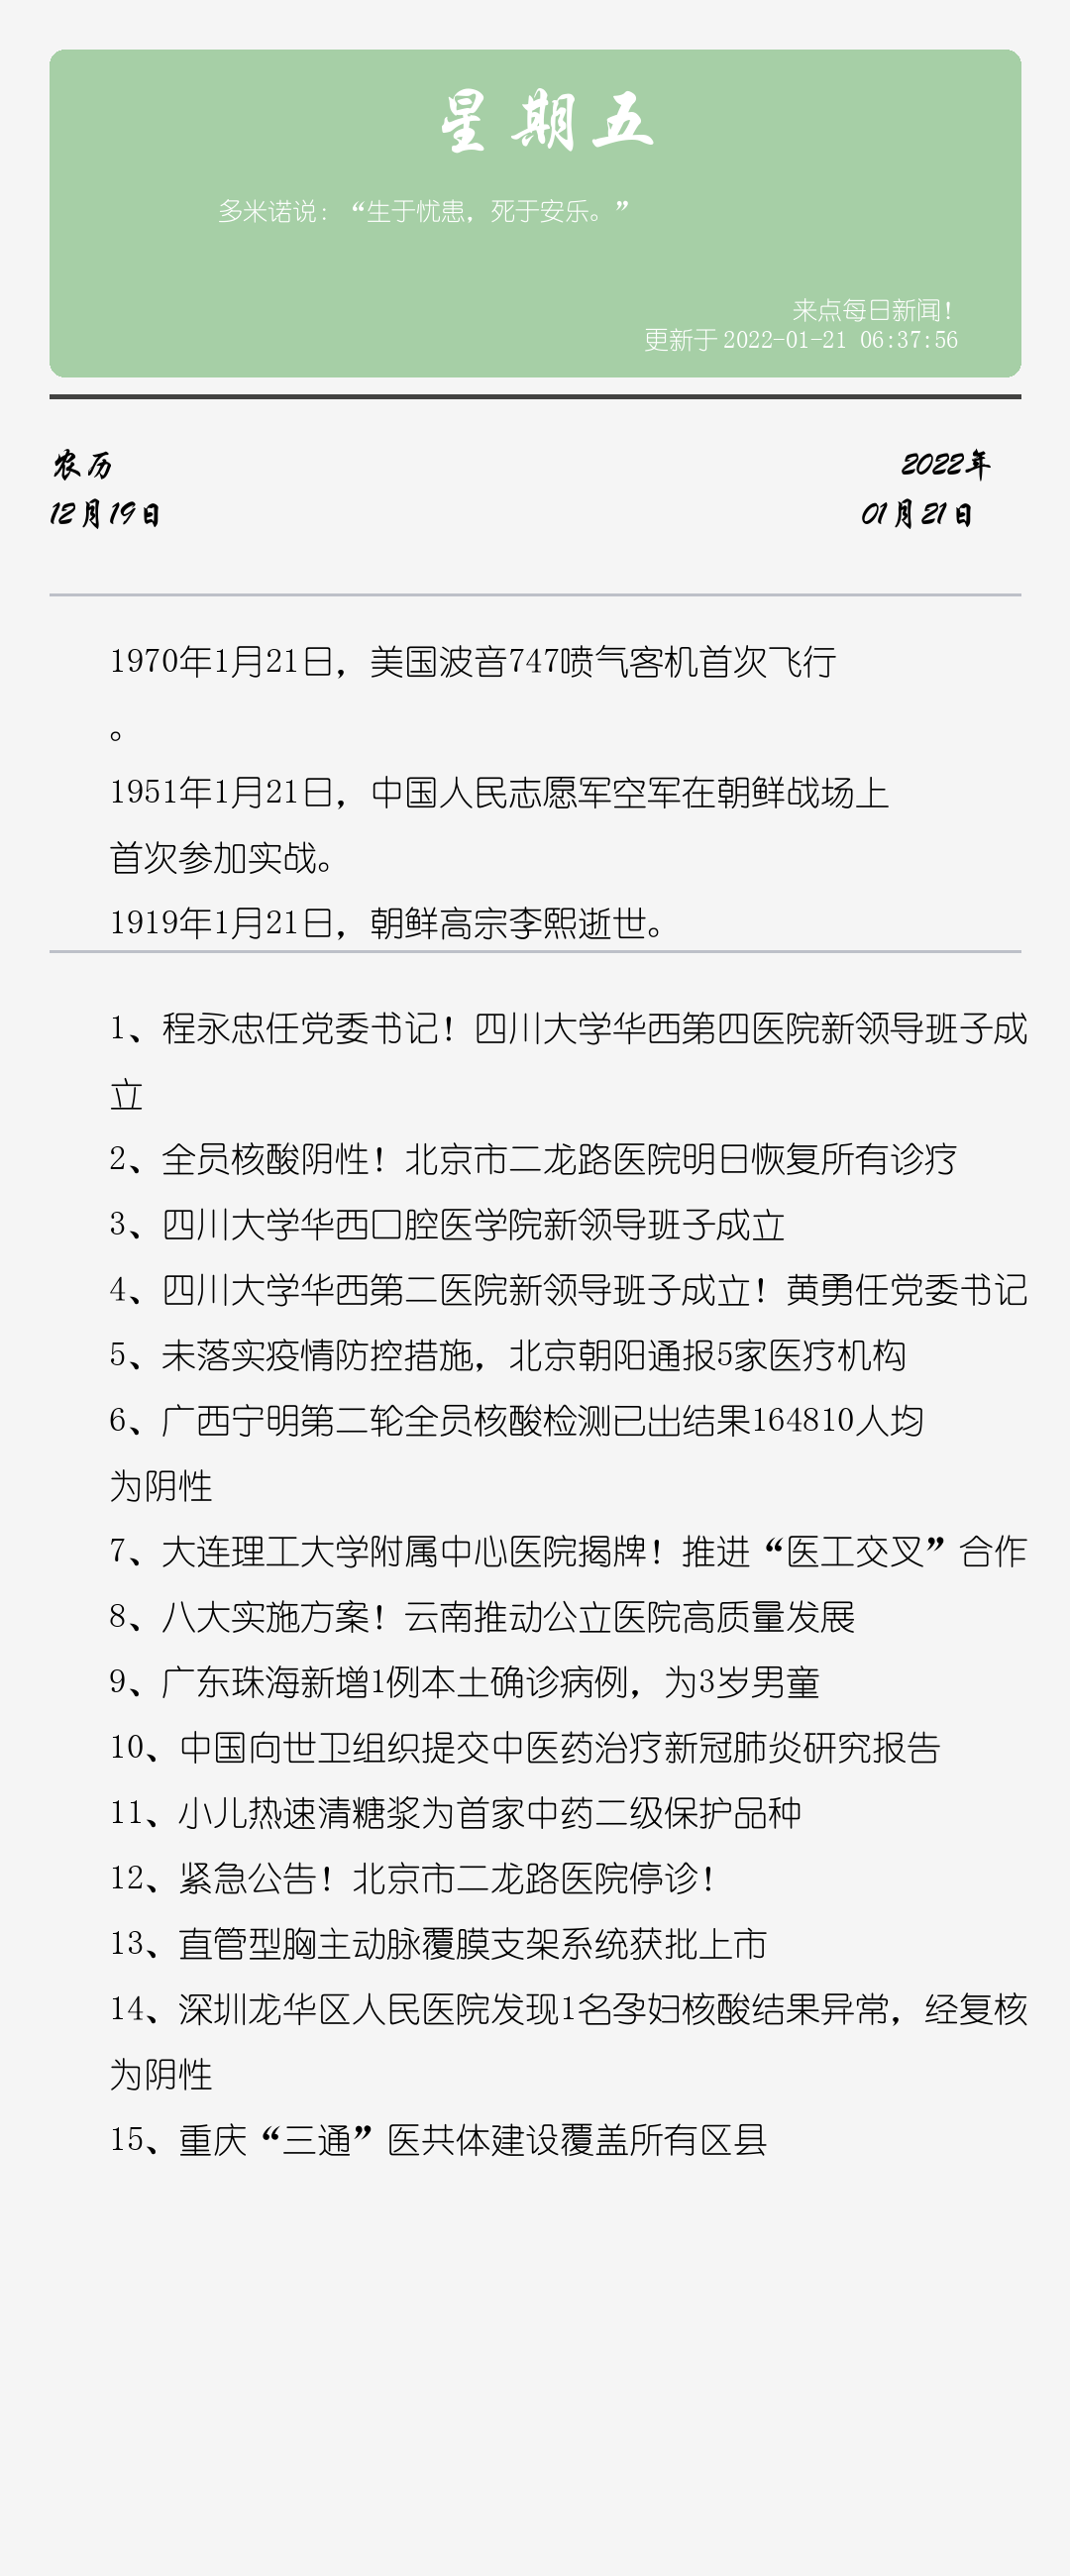 星期五
多米诺说：“生于忧患，死于安乐。”
来点每日新闻！
更新于 2022-01-21 06:37:56
农历
2022年
12月19日
01月21日
1970年1月21日，美国波音747喷气客机首次飞行
。
1951年1月21日，中国人民志愿军空军在朝鲜战场上
首次参加实战。
1919年1月21日，朝鲜高宗李熙逝世。
1、程永忠任党委书记！四川大学华西第四医院新领导班子成
立
2、全员核酸阴性！北京市二龙路医院明日恢复所有诊疗
3、四川大学华西口腔医学院新领导班子成立
4、四川大学华西第二医院新领导班子成立！黄勇任党委书记
5、未落实疫情防控措施，北京朝阳通报5家医疗机构
6、广西宁明第二轮全员核酸检测已出结果164810人均
为阴性
7、大连理工大学附属中心医院揭牌！推进“医工交叉”合作
8、八大实施方案！云南推动公立医院高质量发展
9、广东珠海新增1例本土确诊病例，为3岁男童
10、中国向世卫组织提交中医药治疗新冠肺炎研究报告
11、小儿热速清糖浆为首家中药二级保护品种
12、紧急公告！北京市二龙路医院停诊！
13、直管型胸主动脉覆膜支架系统获批上市
14、深圳龙华区人民医院发现1名孕妇核酸结果异常，经复核
为阴性
15、重庆“三通”医共体建设覆盖所有区县